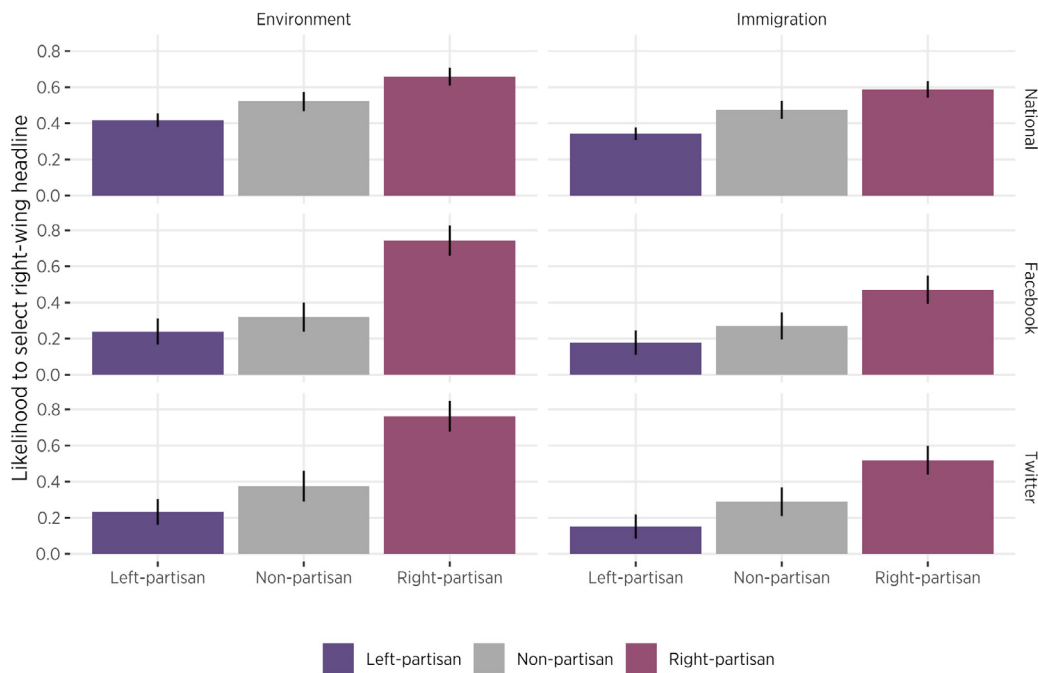 Environment
Immigration
Likelihood to select right-wing headline
0.8
0.6
0.4
0.2
0.0
National
0.8
0.6
0.4
0.2
0.0
Facebook
0.8
0.6
0.4
0.2
0.0
Twitter
Left-partisan Non-partisan Right-partisan Left-partisan Non-partisan Right-partisan
Left-partisan Non-partisan Right-partisan